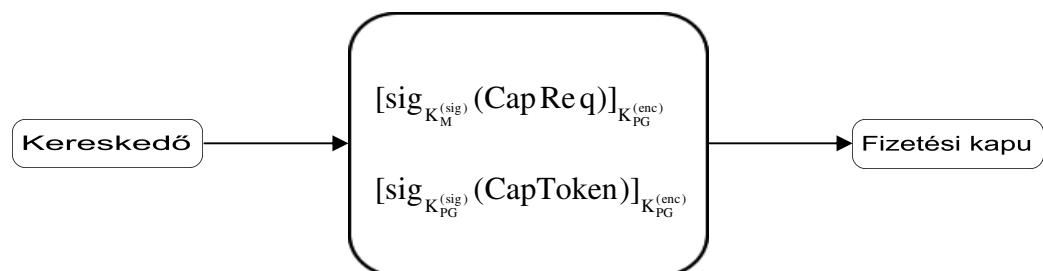 [sig_{K_M^{(sig)}}(CapReq)]_{K_{PG}^{(enc)}}
Kereskedő
Fizetési kapu
[sig_{K_{PG}^{(sig)}}(CapToken)]_{K_{PG}^{(enc)}}